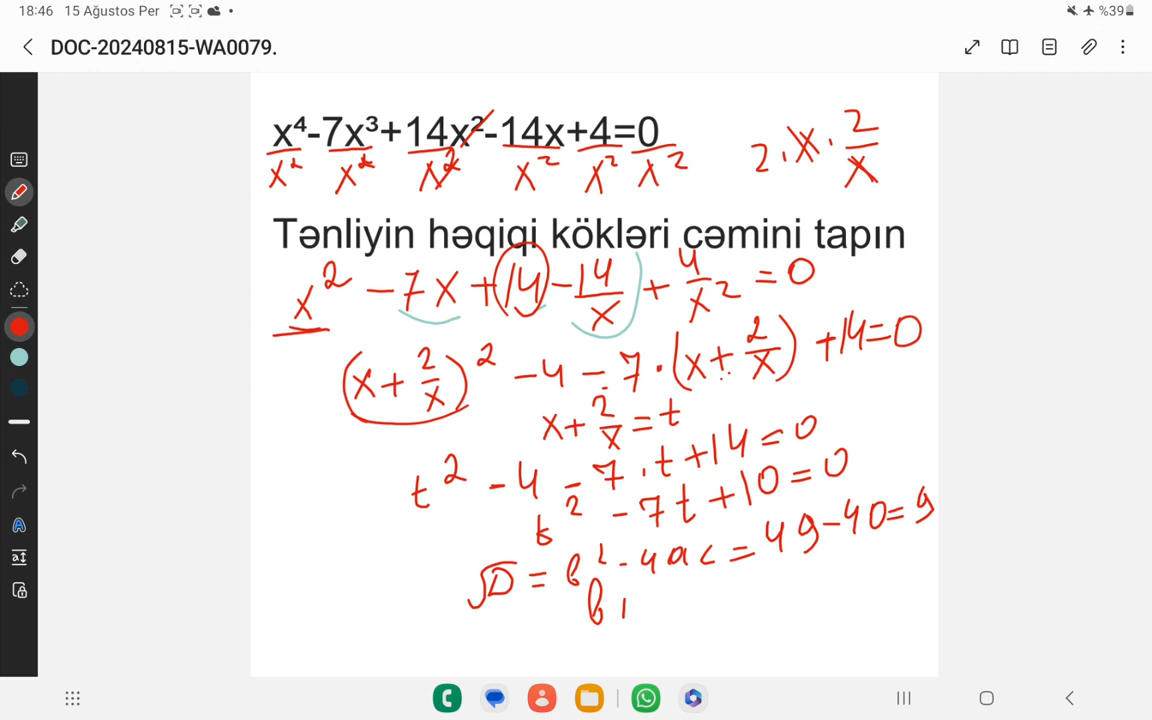 18:46 15 Ağustos Per %39
DOC-20240815-WA0079.
x⁴-7x³+14x²-14x+4=0
x² x² x² x² x² x² 2.x.2/x
Tənliyin həqiqi kökləri cəmini tapın
x² - 7x + 14 - 14/x + 4/x² = 0
(x + 2/x)² - 4 - 7 . (x + 2/x) + 14 = 0
x + 2/x = t
t² - 4 - 7 . t + 14 = 0
t² - 7t + 10 = 0
√D = b² - 4ac = 49 - 40 = 9